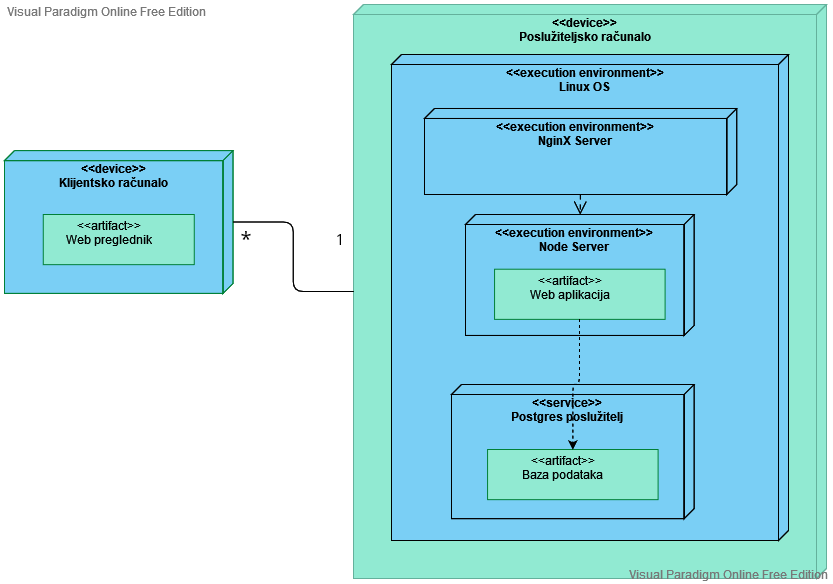 Visual Paradigm Online Free Edition
<<device>>
Poslužiteljsko računalo
<<execution environment>>
Linux OS
<<execution environment>>
NginX Server
<<device>>
Klijentsko računalo
<<artifact>>
Web preglednik
*
1
<<execution environment>>
Node Server
<<artifact>>
Web aplikacija
<<service>>
Postgres poslužitelj
<<artifact>>
Baza podataka
Visual Paradigm Online Free Edition